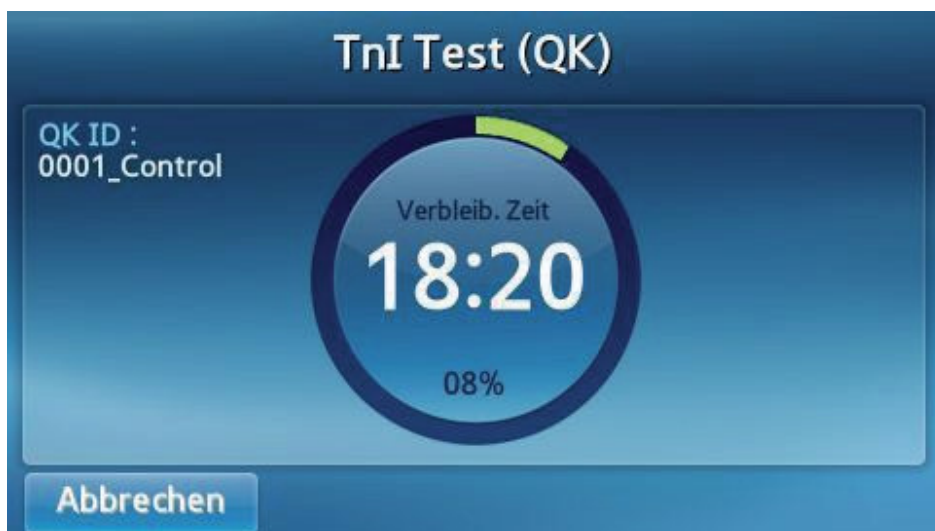 TnI Test (QK)
QK ID :
0001_Control
Verbleib. Zeit
18:20
08%
Abbrechen